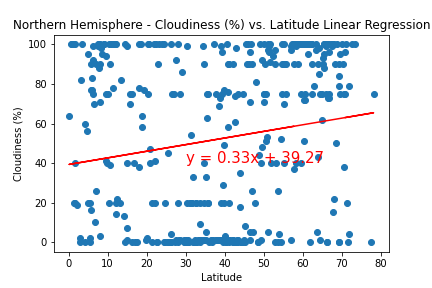 Northern Hemisphere - Cloudiness (%) vs. Latitude Linear Regression
100
80
60
40
20
0
Cloudiness (%)
y = 0.33x + 39.27
0 10 20 30 40 50 60 70 80
Latitude